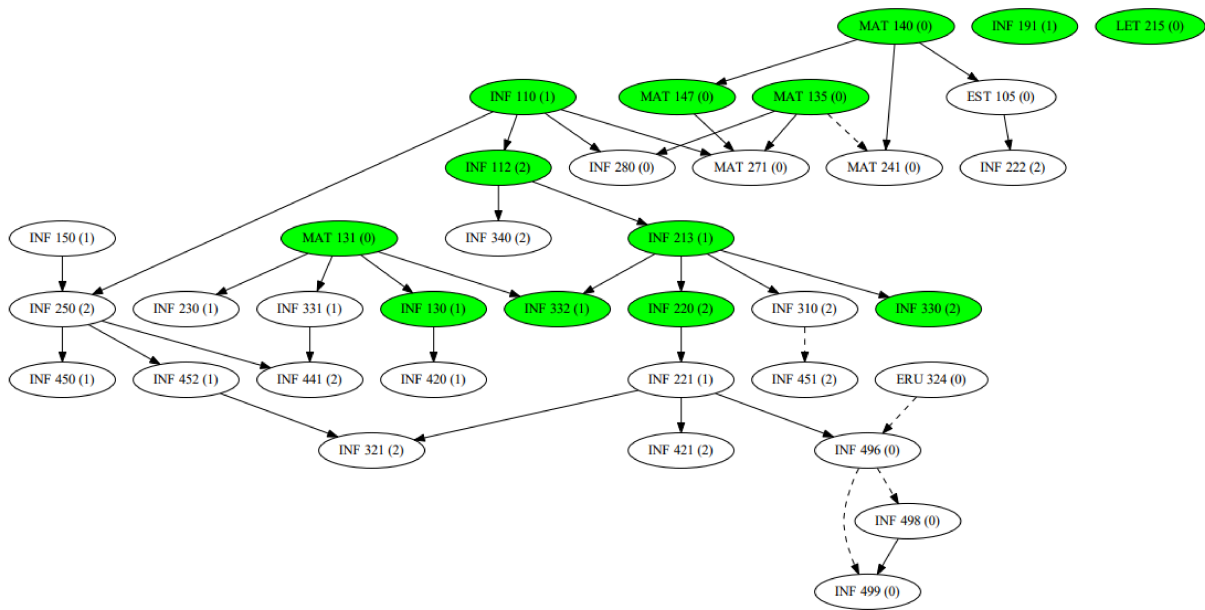 MAT 140 (0)
INF 191 (1)
LET 215 (0)
INF 110 (1)
MAT 147 (0)
MAT 135 (0)
EST 105 (0)
INF 112 (2)
INF 280 (0)
MAT 271 (0)
MAT 241 (0)
INF 222 (2)
INF 150 (1)
MAT 131 (0)
INF 340 (2)
INF 213 (1)
INF 250 (2)
INF 230 (1)
INF 331 (1)
INF 130 (1)
INF 332 (1)
INF 220 (2)
INF 310 (2)
INF 330 (2)
INF 450 (1)
INF 452 (1)
INF 441 (2)
INF 420 (1)
INF 221 (1)
INF 451 (2)
ERU 324 (0)
INF 321 (2)
INF 421 (2)
INF 496 (0)
INF 498 (0)
INF 499 (0)